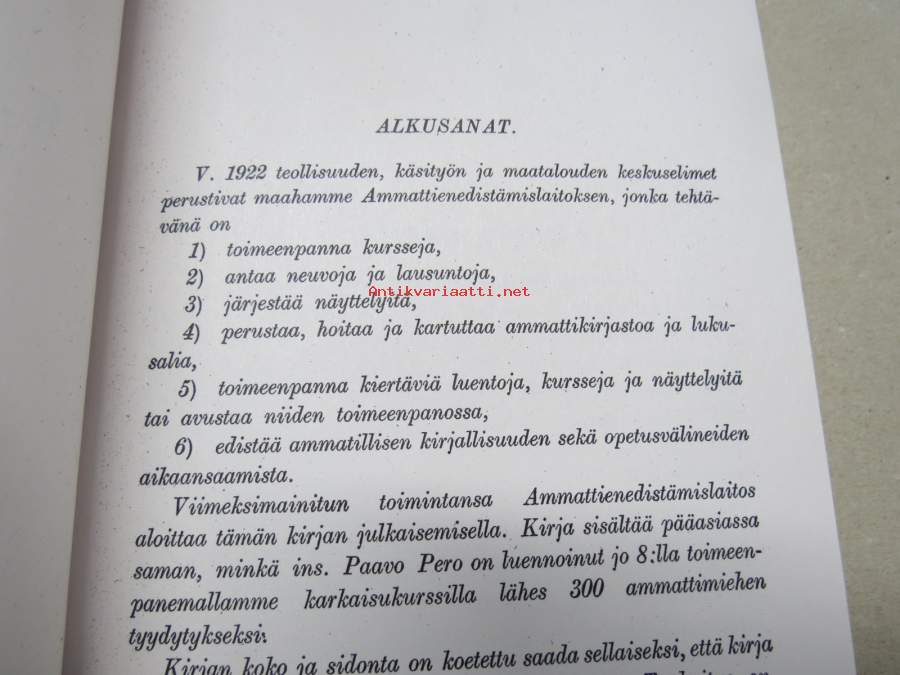 ALKUSANAT.
V. 1922 teollisuuden, käsityön ja maatalouden keskuselimet
perustivat maahamme Ammattienedistämislaitoksen, jonka tehtä-
vänä on
1) toimeenpanna kursseja,
2) antaa neuvoja ja lausuntoja,
Antikvariaatti.net
3) järjestää näyttelyitä,
4) perustaa, hoitaa ja kartuttaa ammattikirjastoa ja luku-
salia,
5) toimeenpanna kiertäviä luentoja, kursseja ja näyttelyitä
tai avustaa niiden toimeenpanossa,
6) edistää ammatillisen kirjallisuuden sekä opetusvälineiden
aikaansaamista.
Viimeksimainitun toimintansa Ammattienedistämislaitos
aloittaa tämän kirjan julkaisemisella. Kirja sisältää pääasiassa
saman, minkä ins. Paavo Pero on luennoinut jo 8:lla toimeen-
panemallamme karkaisukurssilla lähes 300 ammattimiehen
tyydytykseksi.
Kirjan koko ja sidonta on koetettu saada sellaiseksi, että kirja